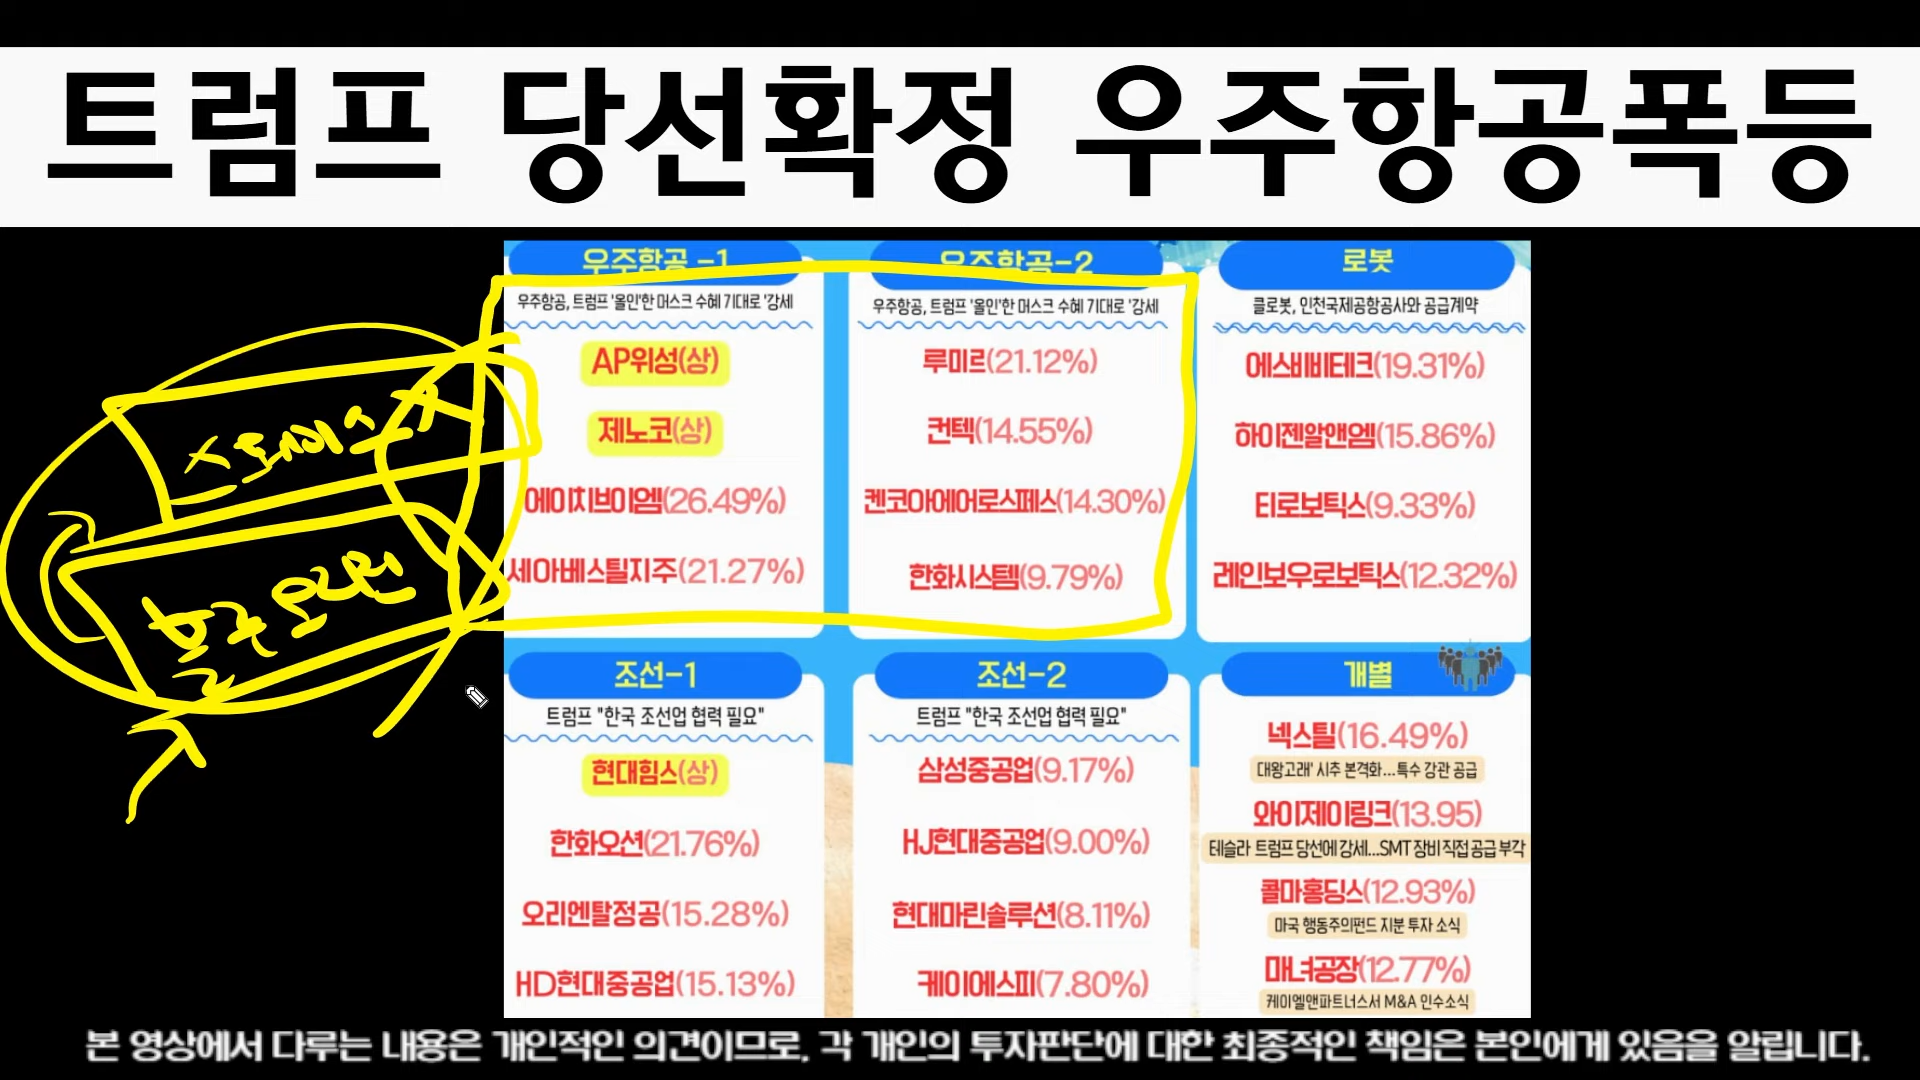 트럼프 당선확정 우주항공폭등
우주항공 -1
우주항공, 트럼프 '올인'한 머스크 수혜 기대로 '강세
AP위성(상)
제노코(상)
에이치브이엠(26.49%)
세아베스틸지주(21.27%)
우주항공-2
우주항공, 트럼프 '올인'한 머스크 수혜 기대로 '강세
루미르(21.12%)
컨텍(14.55%)
켄코아에어로스페스(14.30%)
한화시스템(9.79%)
로봇
클로봇, 인천국제공항공사와 공급계약
에스비비테크(19.31%)
하이젠알앤엠(15.86%)
티로보틱스(9.33%)
레인보우로보틱스(12.32%)
조선-1
트럼프 "한국 조선업 협력 필요"
현대힘스(상)
한화오션(21.76%)
오리엔탈정공(15.28%)
HD현대중공업(15.13%)
조선-2
트럼프 "한국 조선업 협력 필요"
삼성중공업(9.17%)
HJ현대중공업(9.00%)
현대마린솔루션(8.11%)
케이에스피(7.80%)
개별
넥스틸(16.49%)
대왕고래' 시추 본격화...특수 강관 공급
와이제이링크(13.95)
테슬라 트럼프 당선에 강세...SMT 장비 직접 공급 부각
콜마홀딩스(12.93%)
마국 행동주의펀드 지분 투자 소식
매녀공장(12.77%)
케이엘앤파트너스서 M&A 인수소식
본 영상에서 다루는 내용은 개인적인 의견이므로, 각 개인의 투자판단에 대한 최종적인 책임은 본인에게 있음을 알립니다.